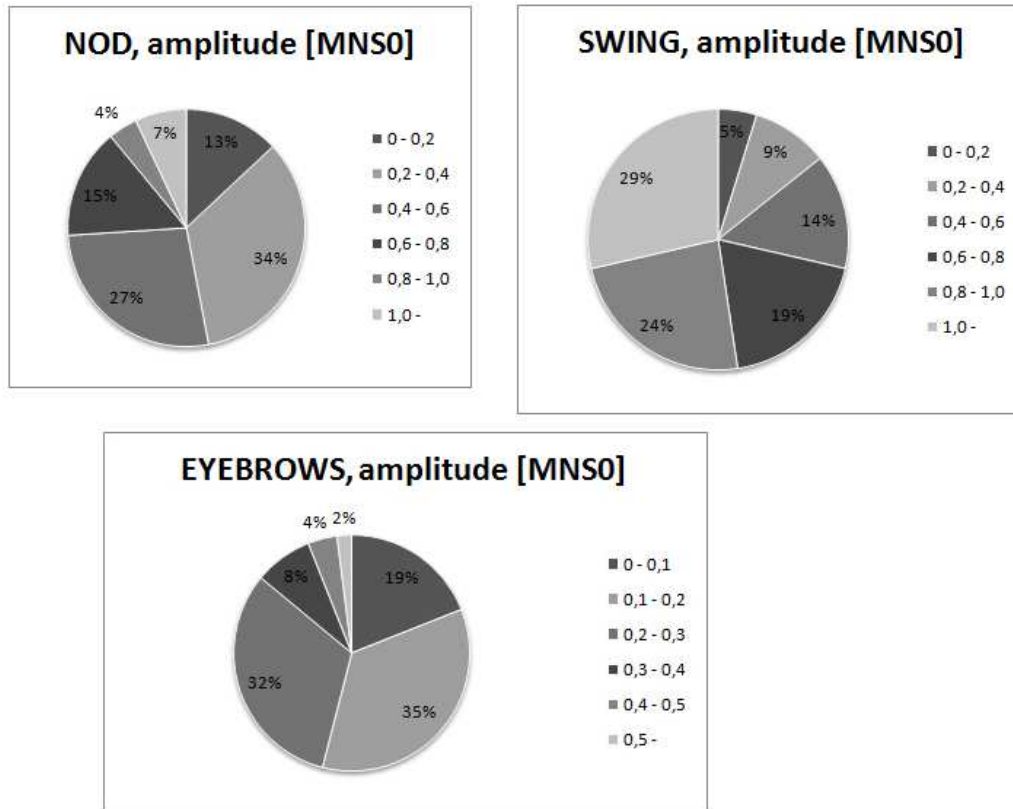 NOD, amplitude [MNS0]
4%
7%
13%
15%
34%
27%
0 - 0,2
0,2 - 0,4
0,4 - 0,6
0,6 - 0,8
0,8 - 1,0
1,0 -
SWING, amplitude [MNS0]
5%
9%
29%
14%
24%
19%
0 - 0,2
0,2 - 0,4
0,4 - 0,6
0,6 - 0,8
0,8 - 1,0
1,0 -
EYEBROWS, amplitude [MNS0]
4%
2%
8%
19%
32%
35%
0 - 0,1
0,1 - 0,2
0,2 - 0,3
0,3 - 0,4
0,4 - 0,5
0,5 -